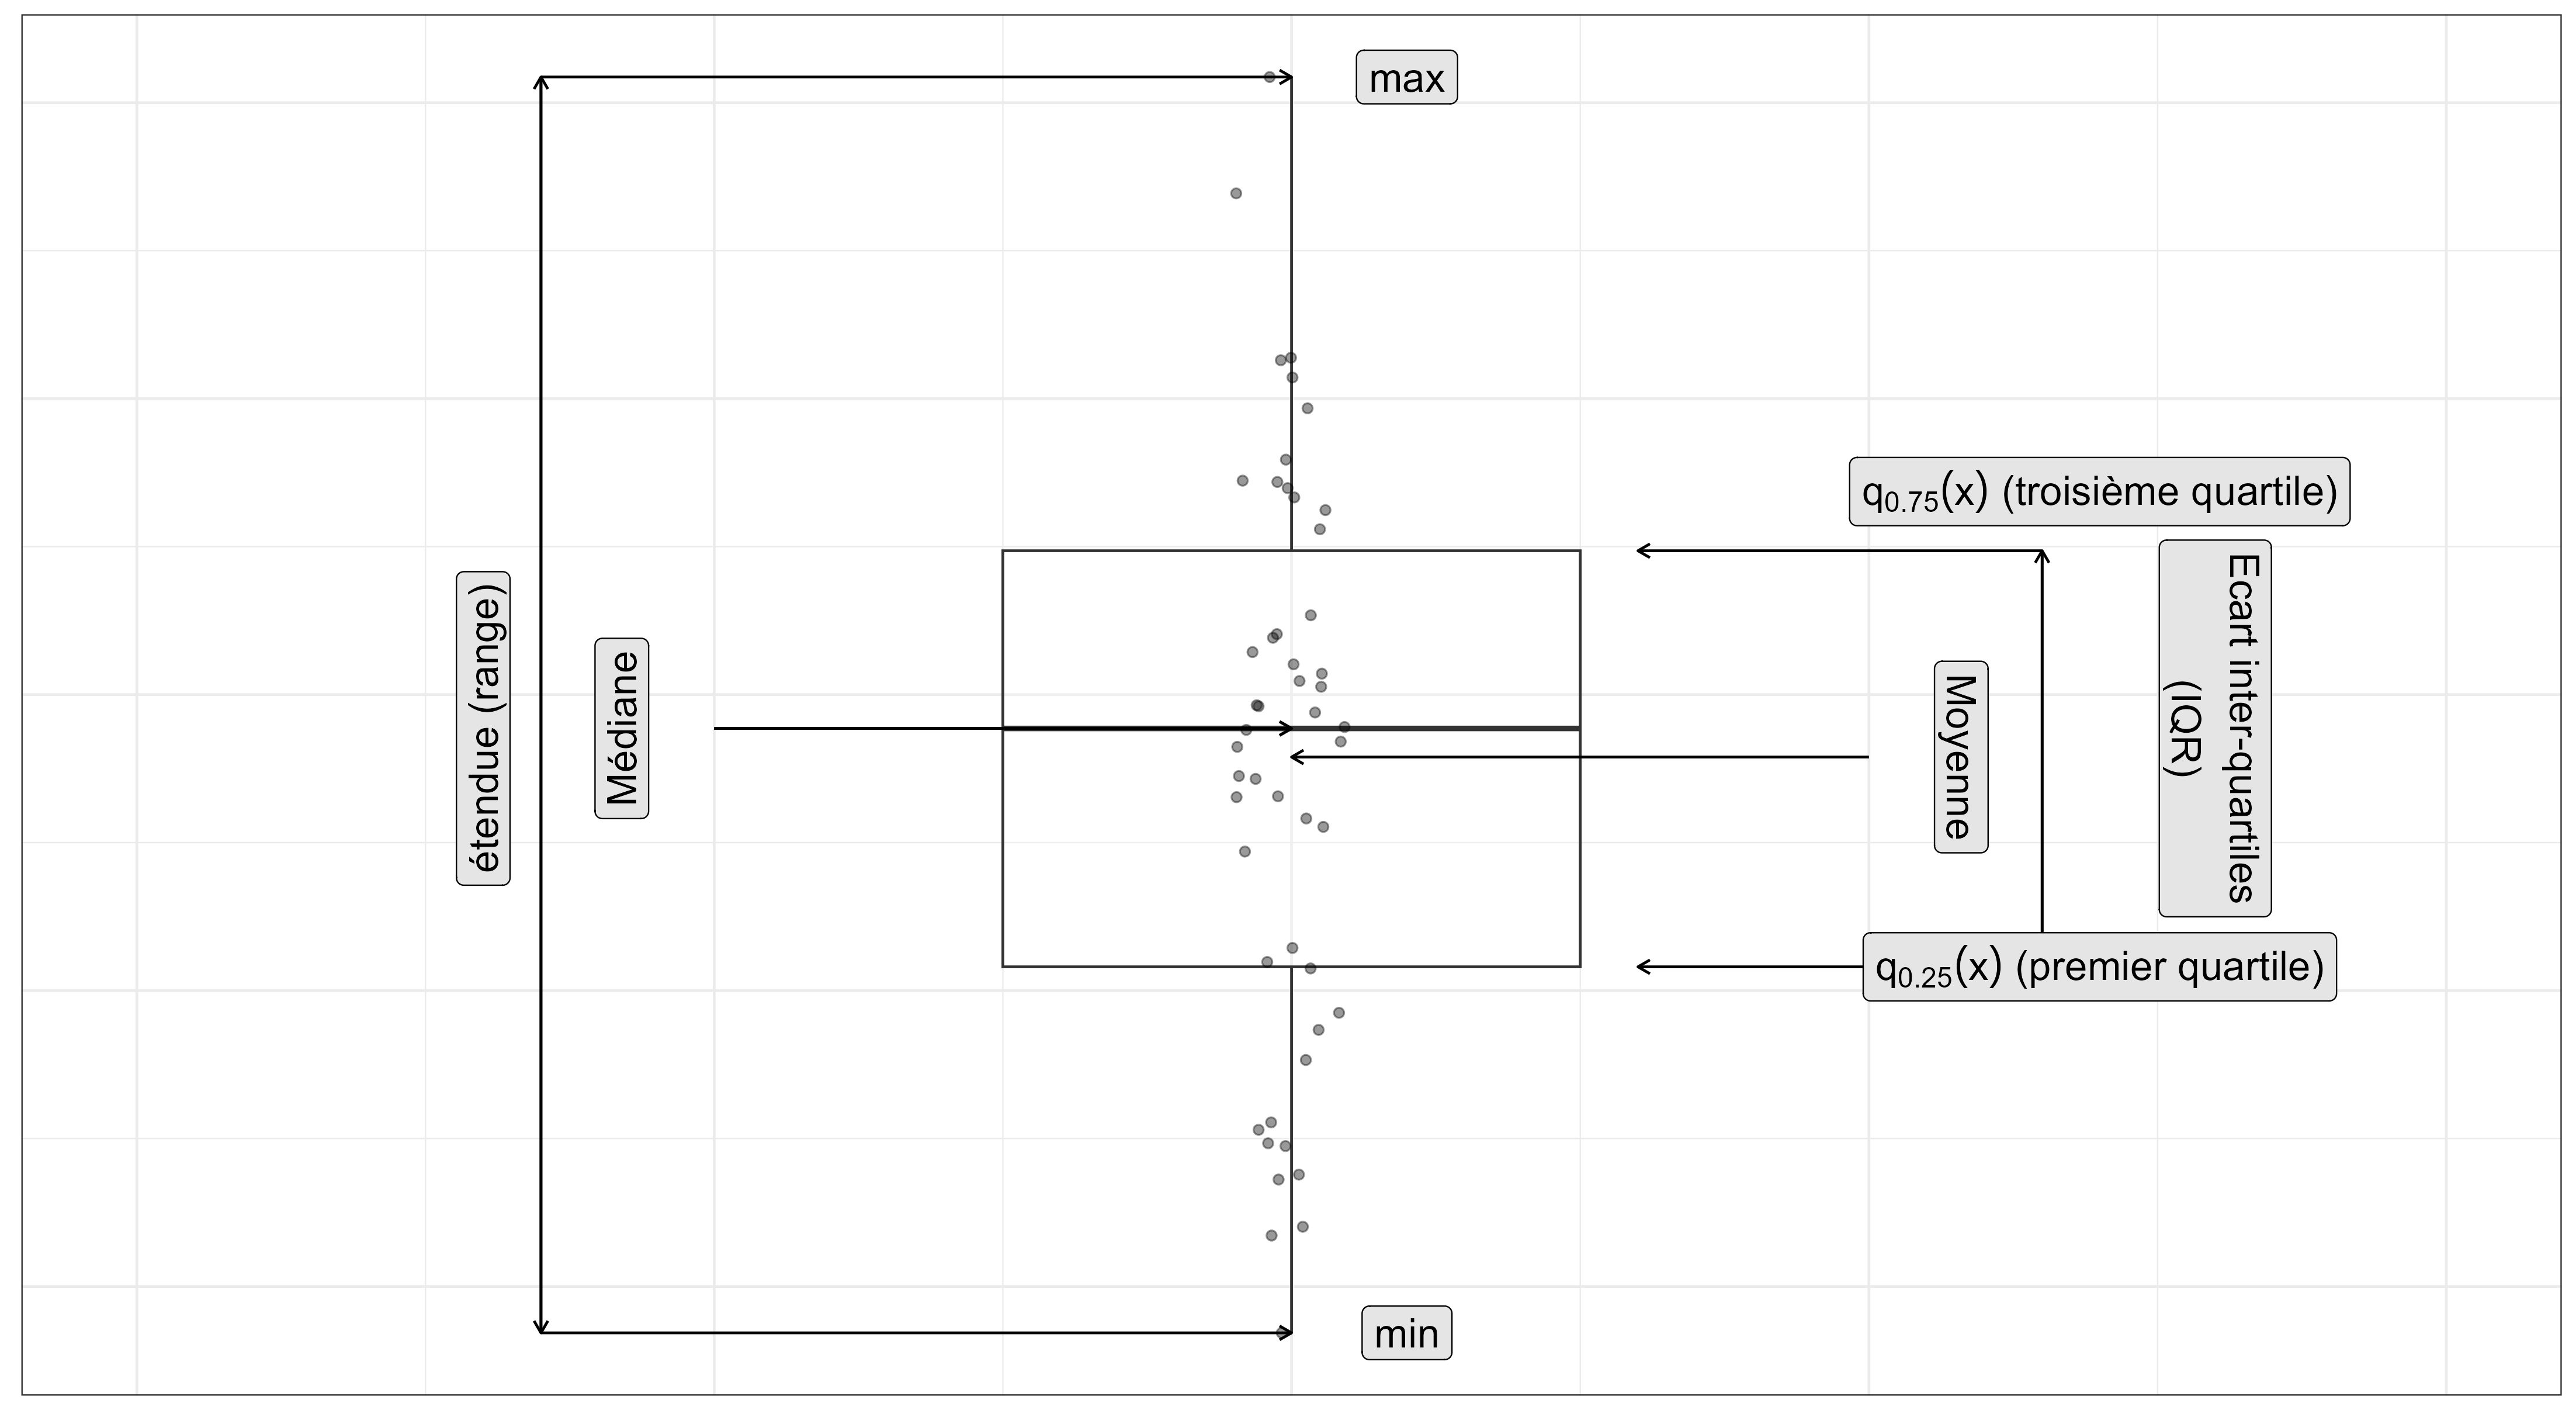 max
q0.75(x) (troisième quartile)
étendue (range)
Médiane
Moyenne
Ecart inter-quartiles
(IQR)
q0.25(x) (premier quartile)
min